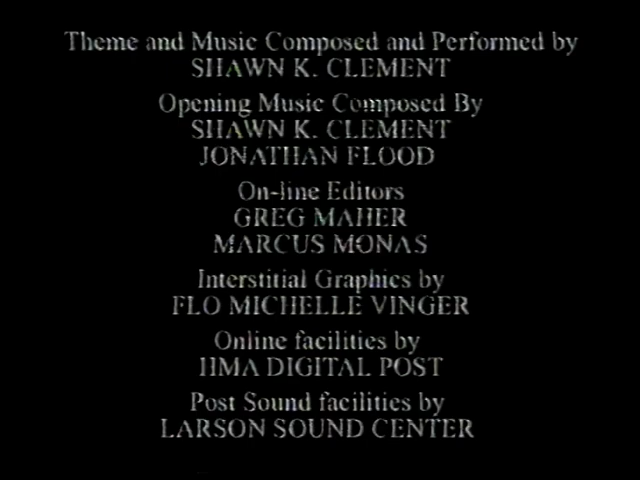 Theme and Music Composed and Performed by
SHAWN K. CLEMENT
Opening Music Composed By
SHAWN K. CLEMENT
JONATHAN FLOOD
On-line Editors
GREG MAHER
MARCUS MONAS
Interstitial Graphics by
FLO MICHELLE VINGER
Online facilities by
HMA DIGITAL POST
Post Sound facilities by
LARSON SOUND CENTER